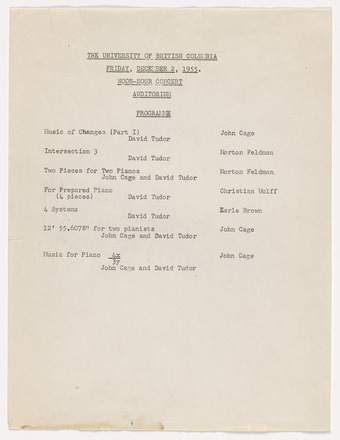 THE UNIVERSITY OF BRITISH COLUMBIA
FRIDAY, DECEMBER 2, 1955.
NOON-HOUR CONCERT
AUDITORIUM
PROGRAMME
Music of Changes (Part I) John Cage
David Tudor
Intersection 3 Morton Feldman
David Tudor
Two Pieces for Two Pianos Morton Feldman
John Cage and David Tudor
For Prepared Piano Christian Wolff
(4 pieces) David Tudor
4 Systems Earle Brown
David Tudor
12' 55.6078" for two pianists John Cage
John Cage and David Tudor
Music for Piano 4x John Cage
3y
John Cage and David Tudor